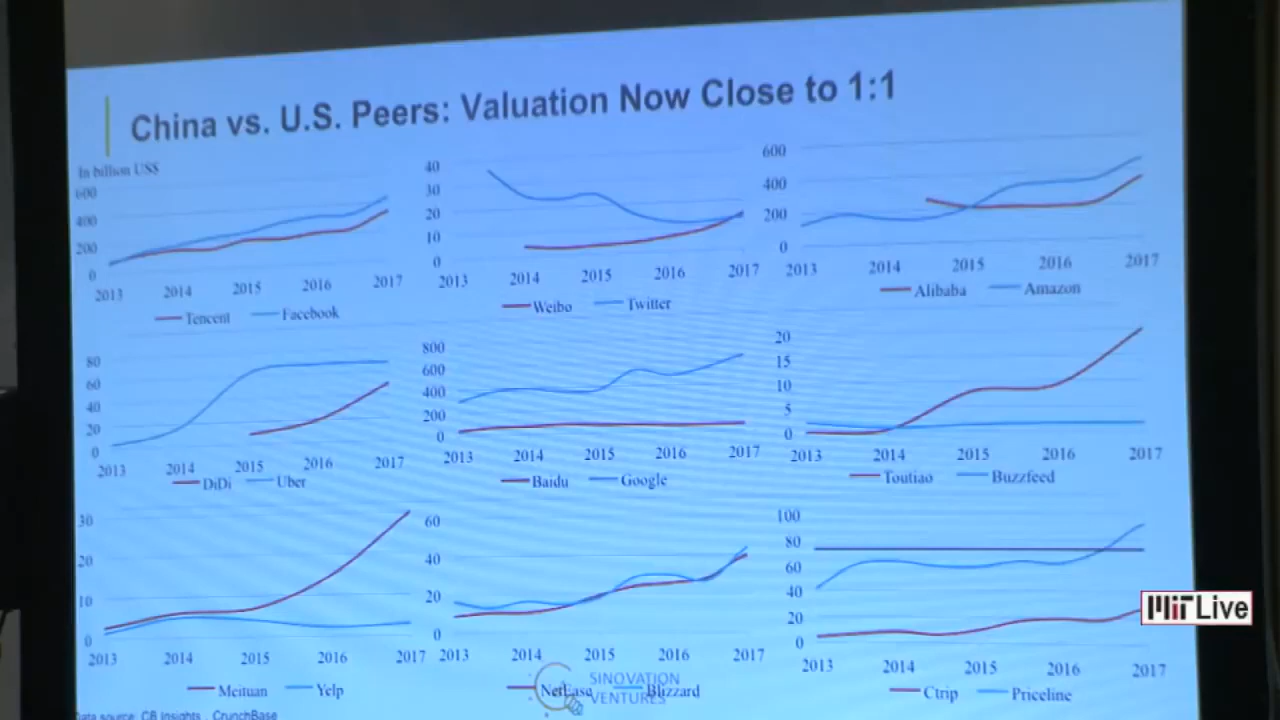 China vs. U.S. Peers: Valuation Now Close to 1:1
In billion US$
600
400
200
0
2013 2014 2015 2016 2017
Tencent Facebook
40
30
20
10
0
2013 2014 2015 2016 2017
Weibo Twitter
600
400
200
0
2013 2014 2015 2016 2017
Alibaba Amazon
80
60
40
20
0
2013 2014 2015 2016 2017
DiDi Uber
800
600
400
200
0
2013 2014 2015 2016 2017
Baidu Google
20
15
10
5
0
2013 2014 2015 2016 2017
Toutiao Buzzfeed
30
20
10
0
2013 2014 2015 2016 2017
Meituan Yelp
60
40
20
0
2013 2014 2015 2016 2017
NetEase Blizzard
SINOVATION
VENTURES
100
80
60
40
20
0
2013 2014 2015 2016 2017
Ctrip Priceline
MIT Live
Data source: CB Insights, CrunchBase